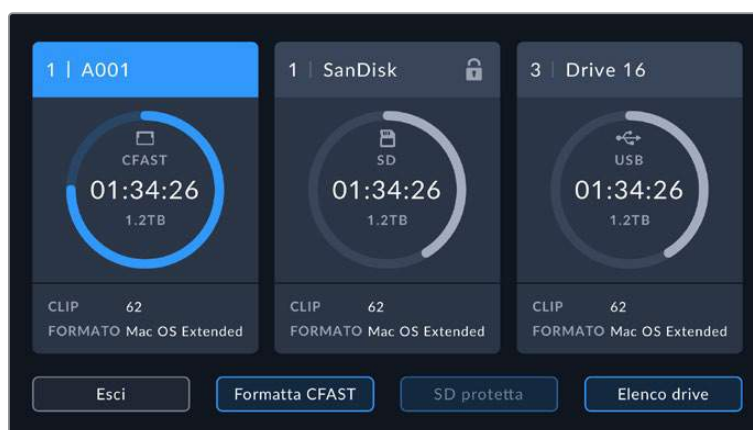 1 | A001
CFAST
01:34:26
1.2TB
CLIP 62
FORMATO Mac OS Extended
1 | SanDisk
SD
01:34:26
1.2TB
CLIP 62
FORMATO Mac OS Extended
3 | Drive 16
USB
01:34:26
1.2TB
CLIP 62
FORMATO Mac OS Extended
Esci
Formatta CFAST
SD protetta
Elenco drive